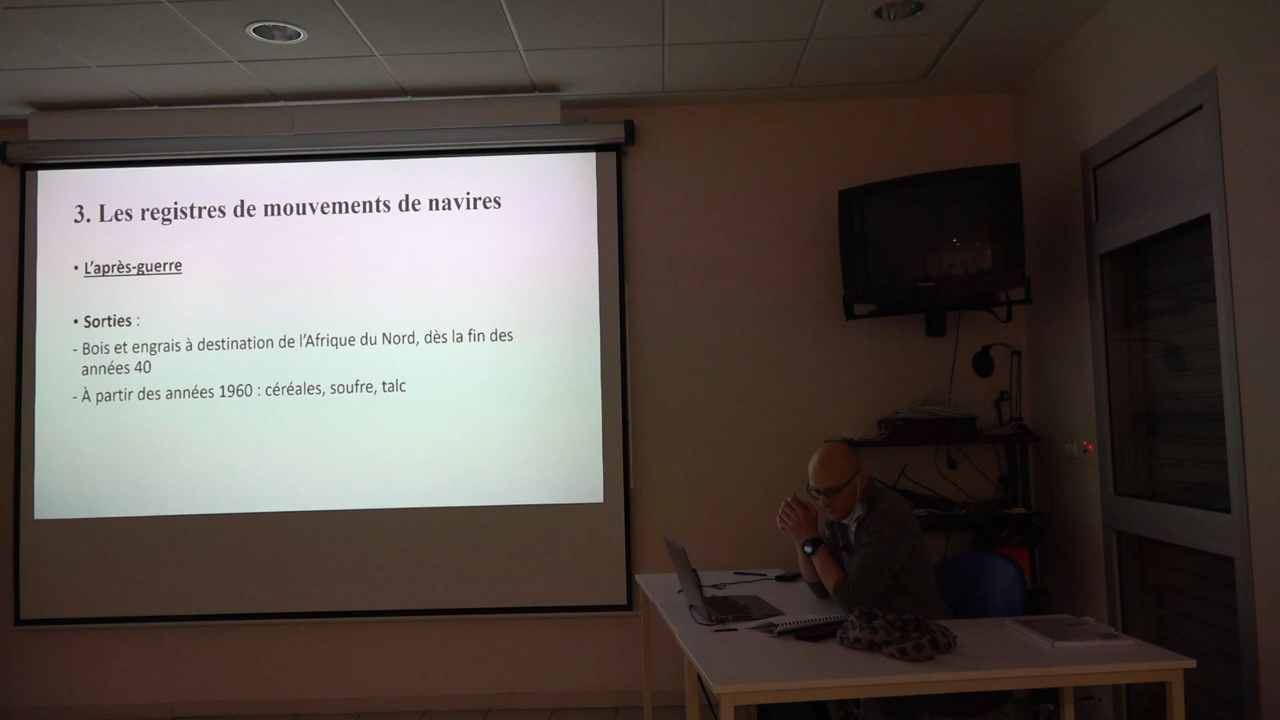 3. Les registres de mouvements de navires
• L'après-guerre
• Sorties :
- Bois et engrais à destination de l'Afrique du Nord, dès la fin des
années 40
- À partir des années 1960 : céréales, soufre, talc